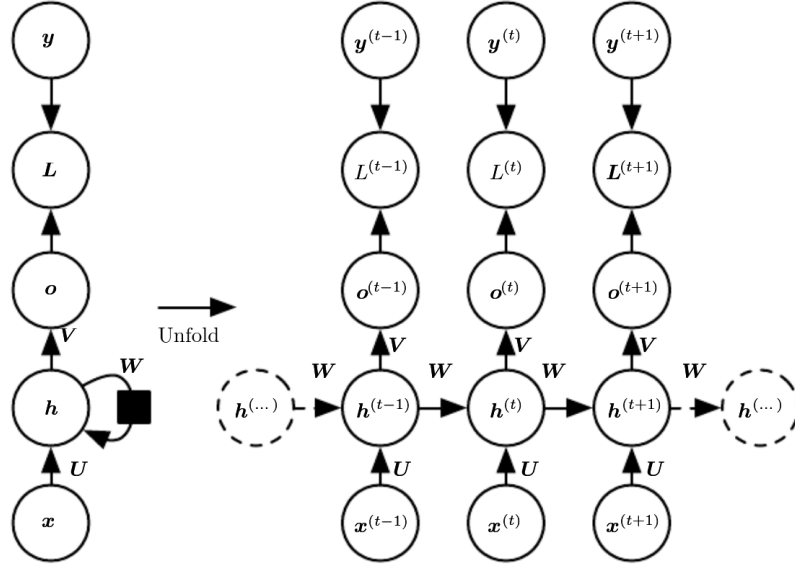 y y^(t−1) y^(t) y^(t+1)
L L^(t−1) L^(t) L^(t+1)
o o^(t−1) o^(t) o^(t+1)
Unfold
V V V V
W W W W W
h h^(...) h^(t−1) h^(t) h^(t+1) h^(...)
U U U U
x x^(t−1) x^(t) x^(t+1)